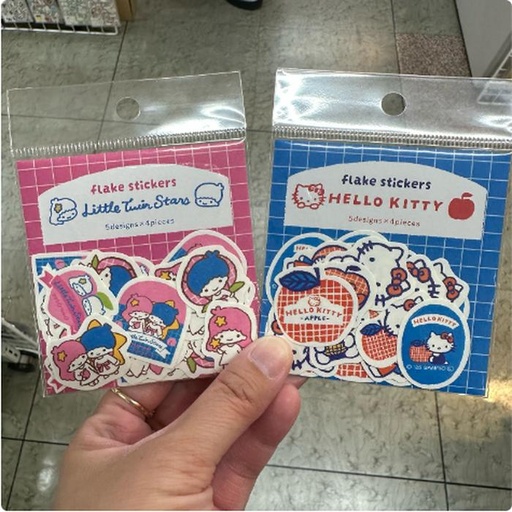 flake stickers
Little Twin Stars
5designs×4pieces
flake stickers
HELLO KITTY
5designs×4pieces
HELLO KITTY
-APPLE-
HELLO KITTY